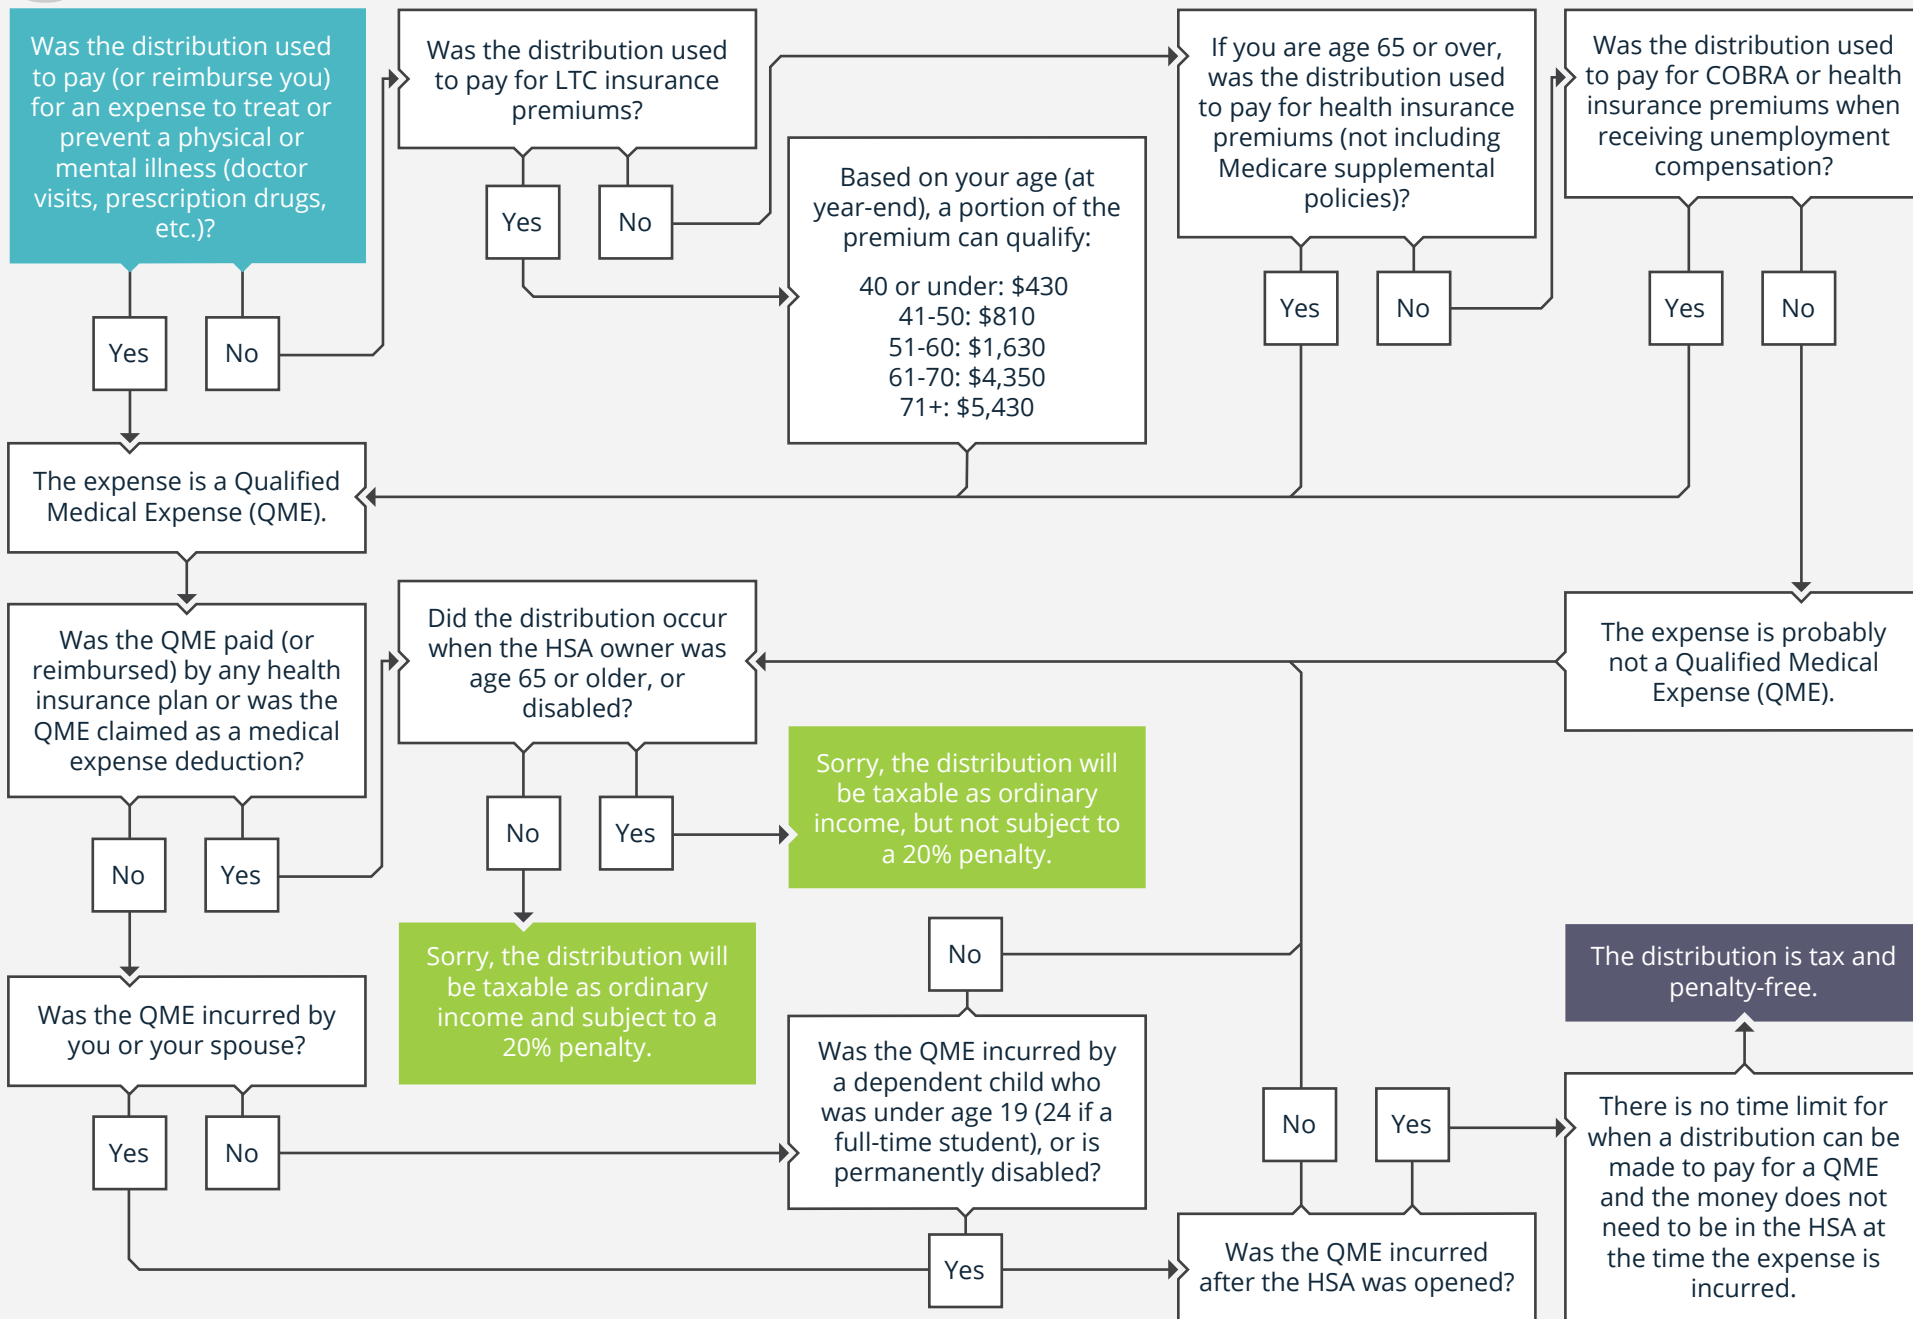 Was the distribution used
to pay (or reimburse you)
for an expense to treat or
prevent a physical or
mental illness (doctor
visits, prescription drugs,
etc.)?
Yes
No
Was the distribution used
to pay for LTC insurance
premiums?
Yes
No
Based on your age (at
year-end), a portion of the
premium can qualify:
40 or under: $430
41-50: $810
51-60: $1,630
61-70: $4,350
71+: $5,430
If you are age 65 or over,
was the distribution used
to pay for health insurance
premiums (not including
Medicare supplemental
policies)?
Yes
No
Was the distribution used
to pay for COBRA or health
insurance premiums when
receiving unemployment
compensation?
Yes
No
The expense is a Qualified
Medical Expense (QME).
Was the QME paid (or
reimbursed) by any health
insurance plan or was the
QME claimed as a medical
expense deduction?
No
Yes
Did the distribution occur
when the HSA owner was
age 65 or older, or
disabled?
No
Yes
Sorry, the distribution will
be taxable as ordinary
income, but not subject to
a 20% penalty.
Sorry, the distribution will
be taxable as ordinary
income and subject to a
20% penalty.
The expense is probably
not a Qualified Medical
Expense (QME).
Was the QME incurred by
you or your spouse?
Yes
No
No
Was the QME incurred by
a dependent child who
was under age 19 (24 if a
full-time student), or is
permanently disabled?
Yes
No
Yes
Was the QME incurred
after the HSA was opened?
The distribution is tax and
penalty-free.
There is no time limit for
when a distribution can be
made to pay for a QME
and the money does not
need to be in the HSA at
the time the expense is
incurred.